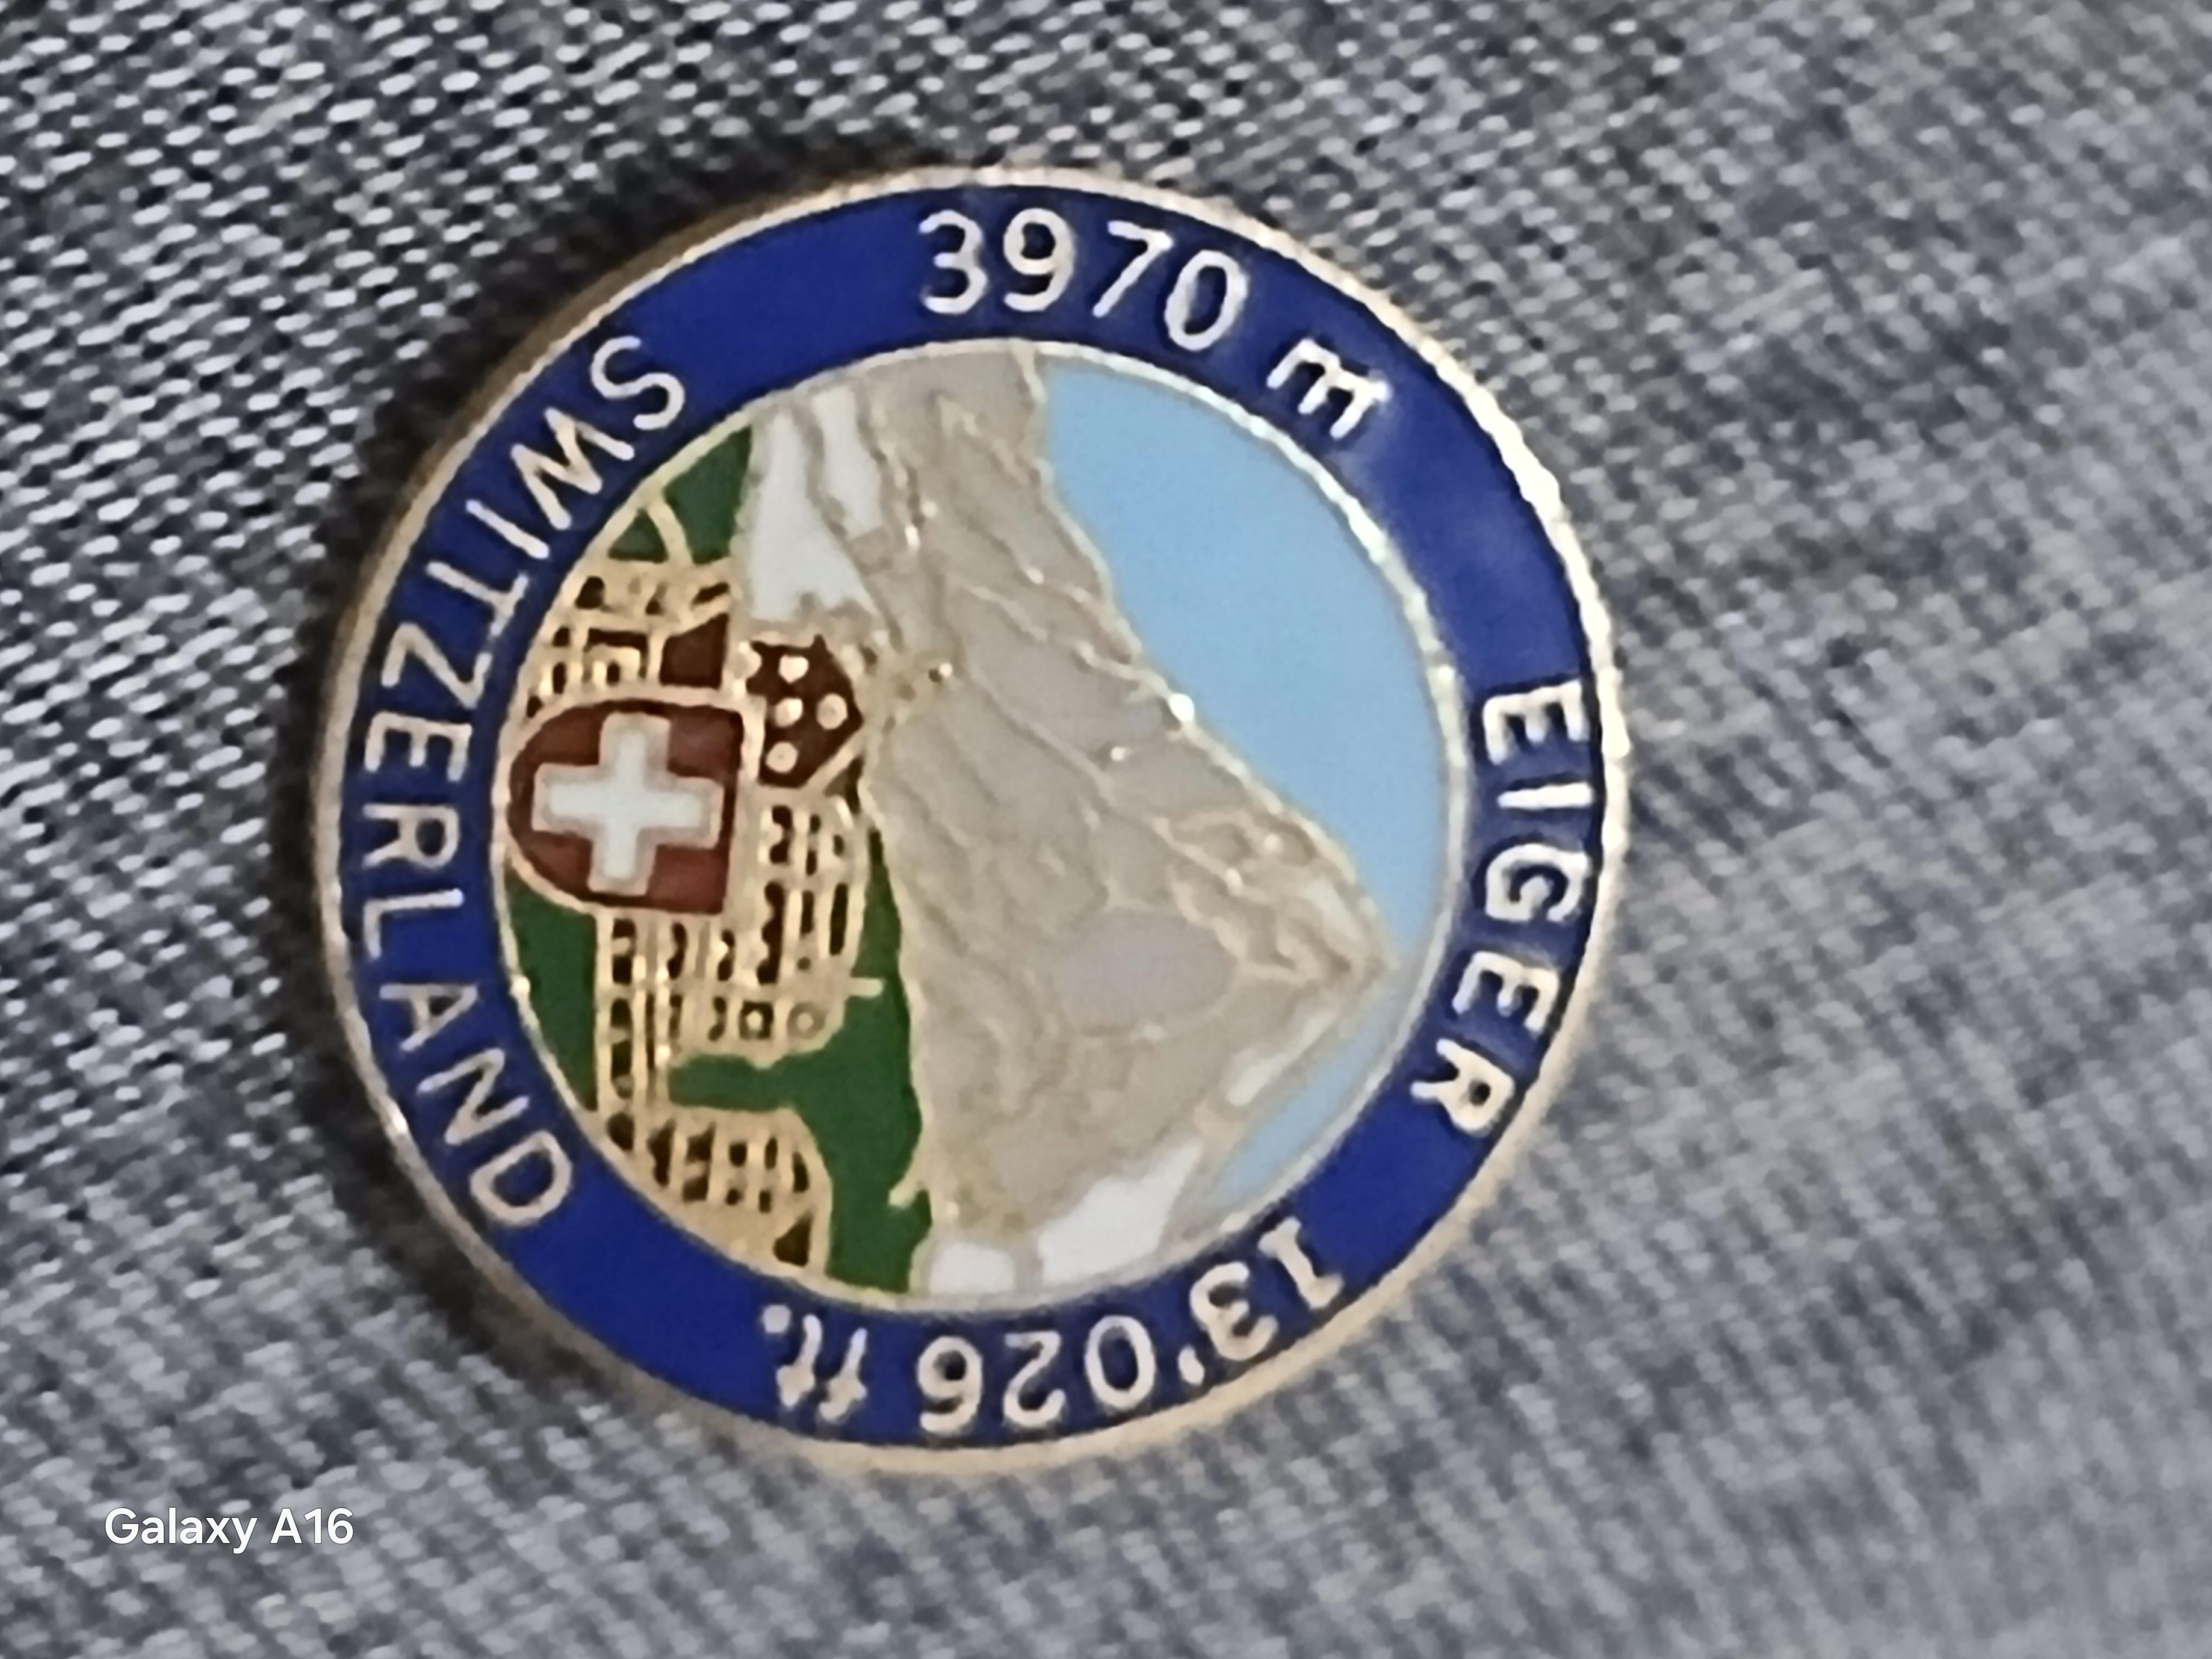 EIGER
3970 m
13'026 ft.
SWITZERLAND
Galaxy A16